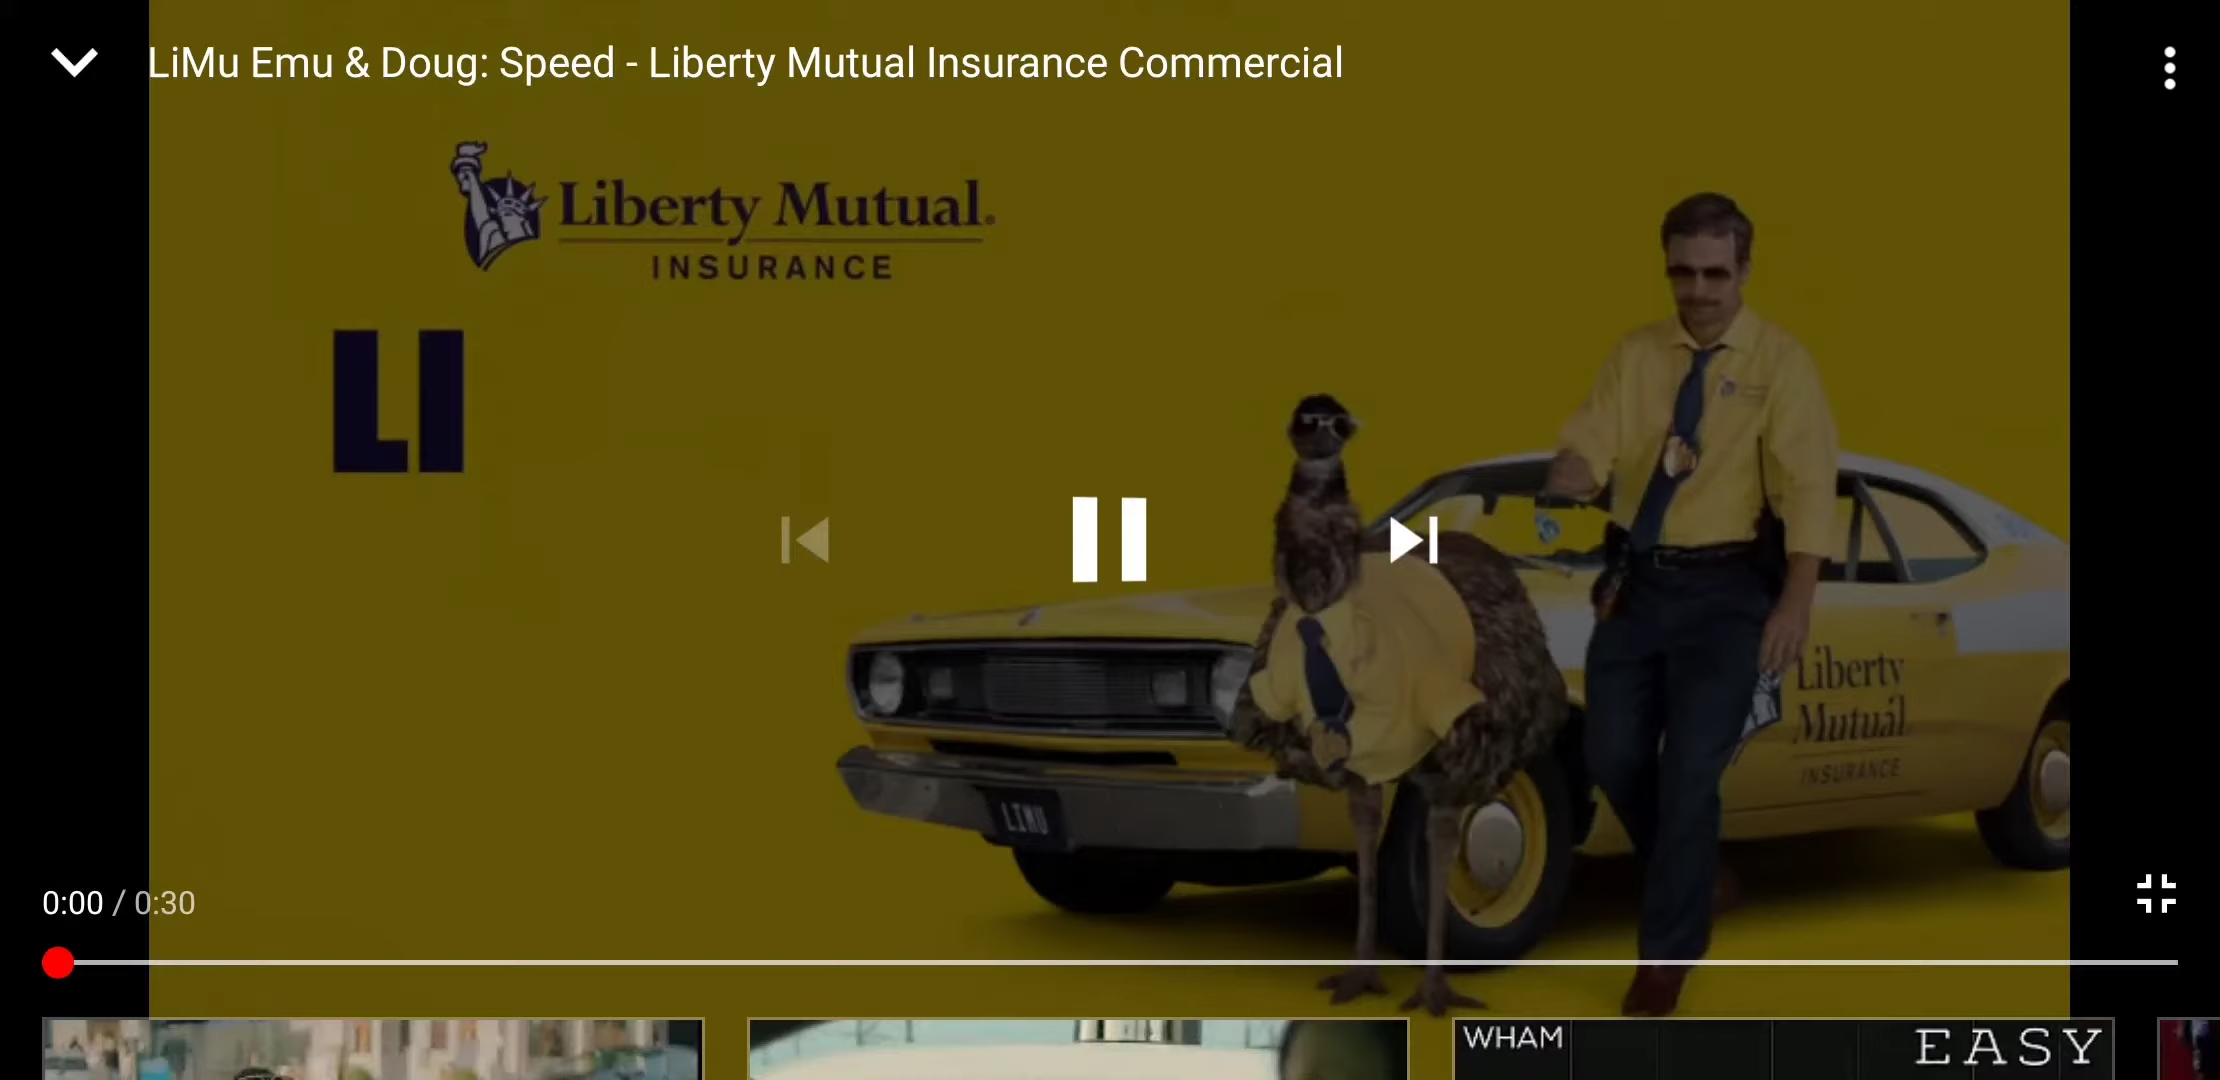 LiMu Emu & Doug: Speed - Liberty Mutual Insurance Commercial
Liberty Mutual®
INSURANCE
LI
Liberty
Mutual
INSURANCE
LIMU
0:00 / 0:30
WHAM
EASY